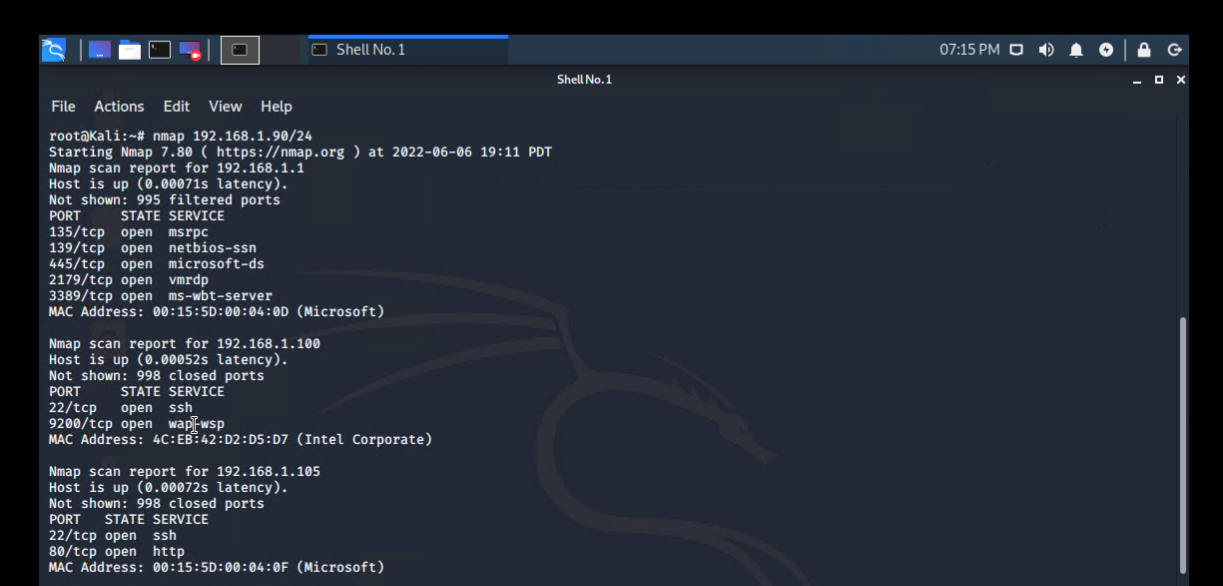 Shell No. 1
07:15 PM
Shell No. 1
File Actions Edit View Help
root@Kali:~# nmap 192.168.1.90/24
Starting Nmap 7.80 ( https://nmap.org ) at 2022-06-06 19:11 PDT
Nmap scan report for 192.168.1.1
Host is up (0.00071s latency).
Not shown: 995 filtered ports
PORT     STATE SERVICE
135/tcp  open  msrpc
139/tcp  open  netbios-ssn
445/tcp  open  microsoft-ds
2179/tcp open  vmrdp
3389/tcp open  ms-wbt-server
MAC Address: 00:15:5D:00:04:0D (Microsoft)
Nmap scan report for 192.168.1.100
Host is up (0.00052s latency).
Not shown: 998 closed ports
PORT     STATE SERVICE
22/tcp   open  ssh
9200/tcp open  wap-wsp
MAC Address: 4C:EB:42:D2:D5:D7 (Intel Corporate)
Nmap scan report for 192.168.1.105
Host is up (0.00072s latency).
Not shown: 998 closed ports
PORT   STATE SERVICE
22/tcp open  ssh
80/tcp open  http
MAC Address: 00:15:5D:00:04:0F (Microsoft)